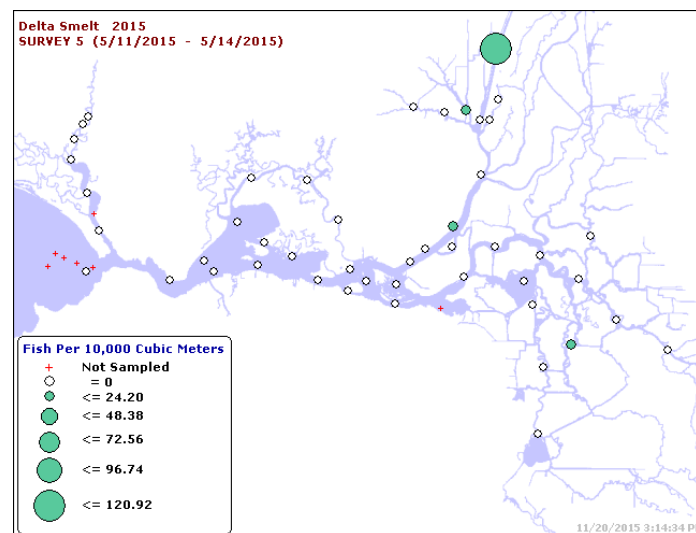 Delta Smelt 2015
SURVEY 5 (5/11/2015 - 5/14/2015)
Fish Per 10,000 Cubic Meters
Not Sampled
= 0
<= 24.20
<= 48.38
<= 72.56
<= 96.74
<= 120.92
11/20/2015 3:14:34 P